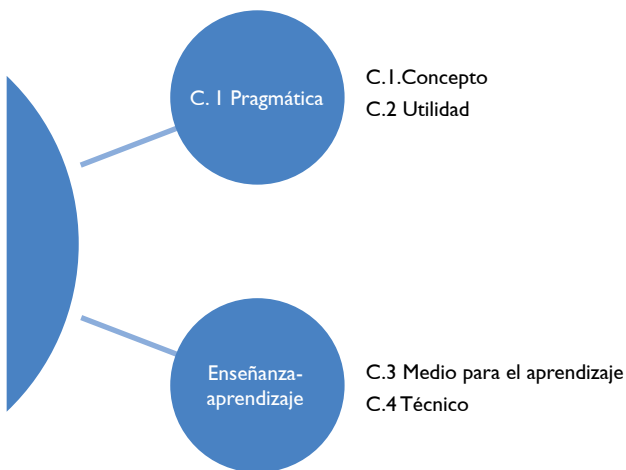 C. 1 Pragmática
C.1.Concepto
C.2 Utilidad
Enseñanza-
aprendizaje
C.3 Medio para el aprendizaje
C.4 Técnico